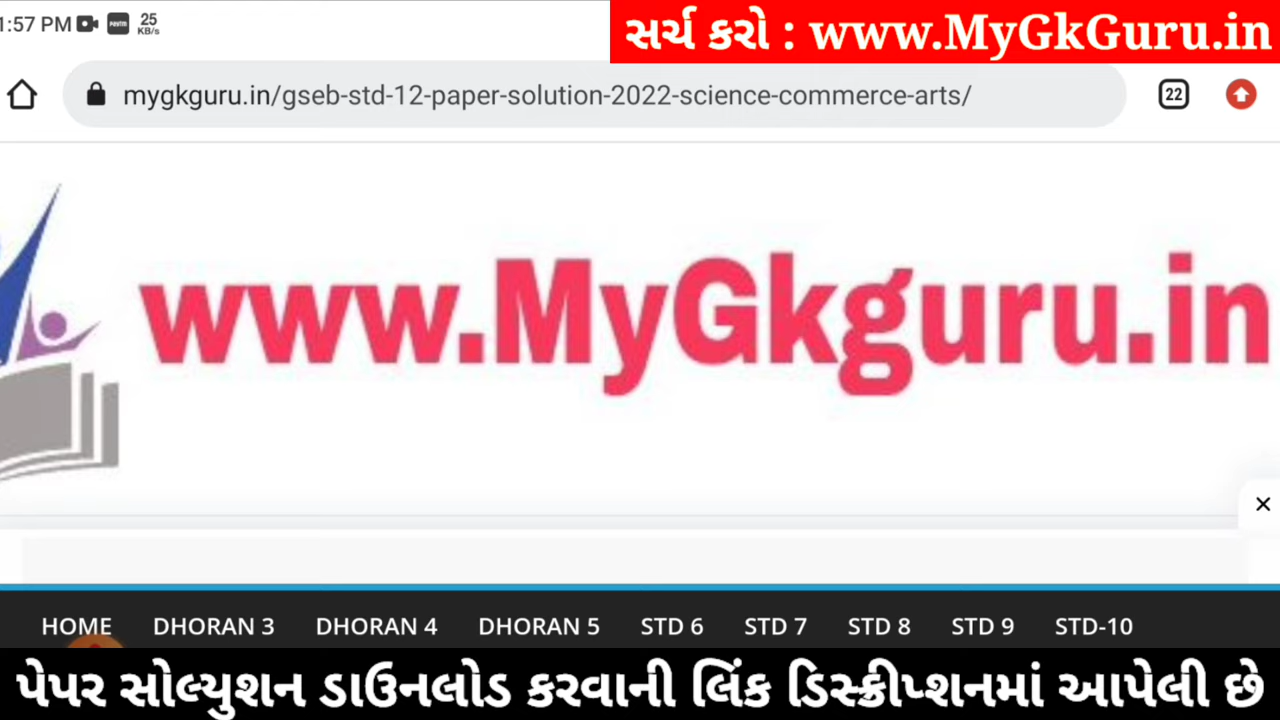 1:57 PM 25 KB/s
સર્ચ કરો : www.MyGkGuru.in
mygkguru.in/gseb-std-12-paper-solution-2022-science-commerce-arts/ 22
www.MyGkguru.in
HOME DHORAN 3 DHORAN 4 DHORAN 5 STD 6 STD 7 STD 8 STD 9 STD-10
પેપર સોલ્યુશન ડાઉનલોડ કરવાની લિંક ડિસ્ક્રીપ્શનમાં આપેલી છે